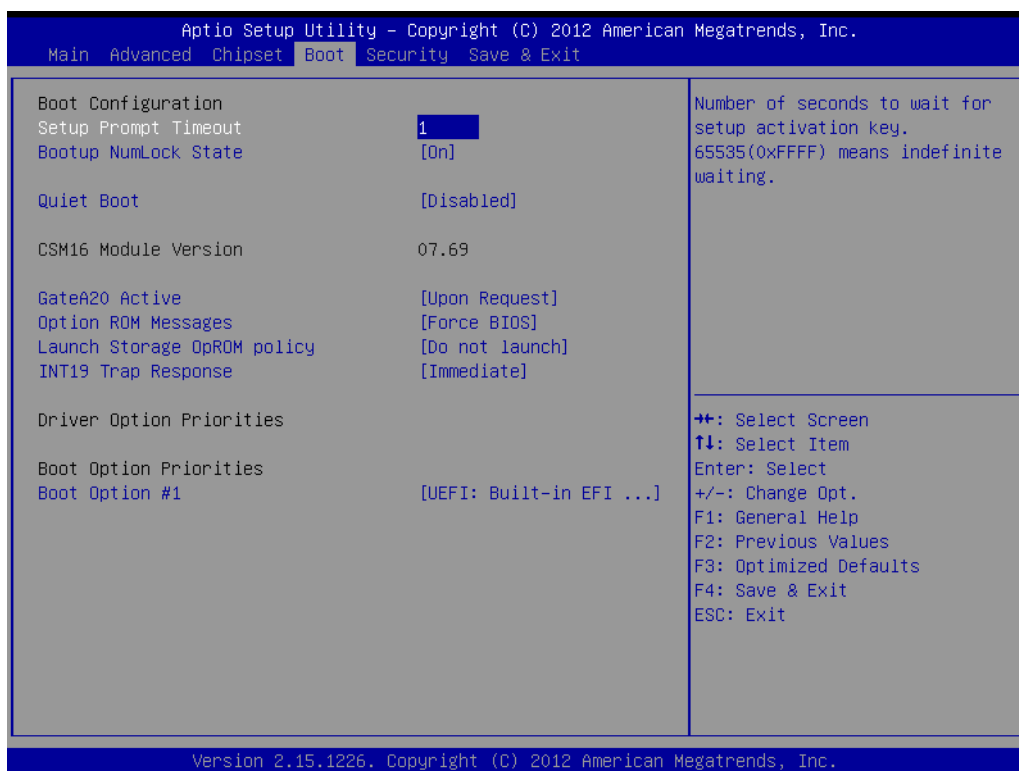 Aptio Setup Utility – Copyright (C) 2012 American Megatrends, Inc.
Main Advanced Chipset Boot Security Save & Exit
Boot Configuration
Setup Prompt Timeout 1
Bootup NumLock State [On]
Quiet Boot [Disabled]
CSM16 Module Version 07.69
GateA20 Active [Upon Request]
Option ROM Messages [Force BIOS]
Launch Storage OpROM policy [Do not launch]
INT19 Trap Response [Immediate]
Driver Option Priorities
Boot Option Priorities
Boot Option #1 [UEFI: Built-in EFI ...]
Number of seconds to wait for
setup activation key.
65535(0xFFFF) means indefinite
waiting.
→←: Select Screen
↑↓: Select Item
Enter: Select
+/-: Change Opt.
F1: General Help
F2: Previous Values
F3: Optimized Defaults
F4: Save & Exit
ESC: Exit
Version 2.15.1226. Copyright (C) 2012 American Megatrends, Inc.